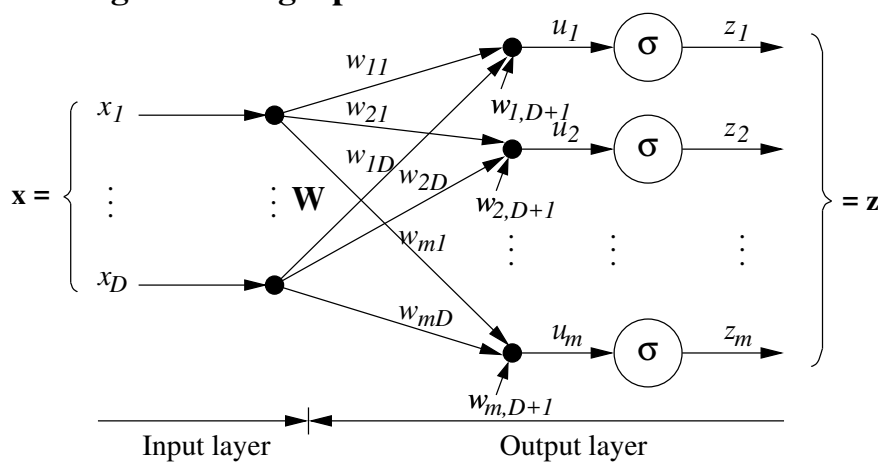 u1 σ z1
w11
w1,D+1
x1 w21 u2 σ z2
w1D
w2D
x = W w2,D+1 = z
wm1
xD
wmD um σ zm
wm,D+1
Input layer Output layer